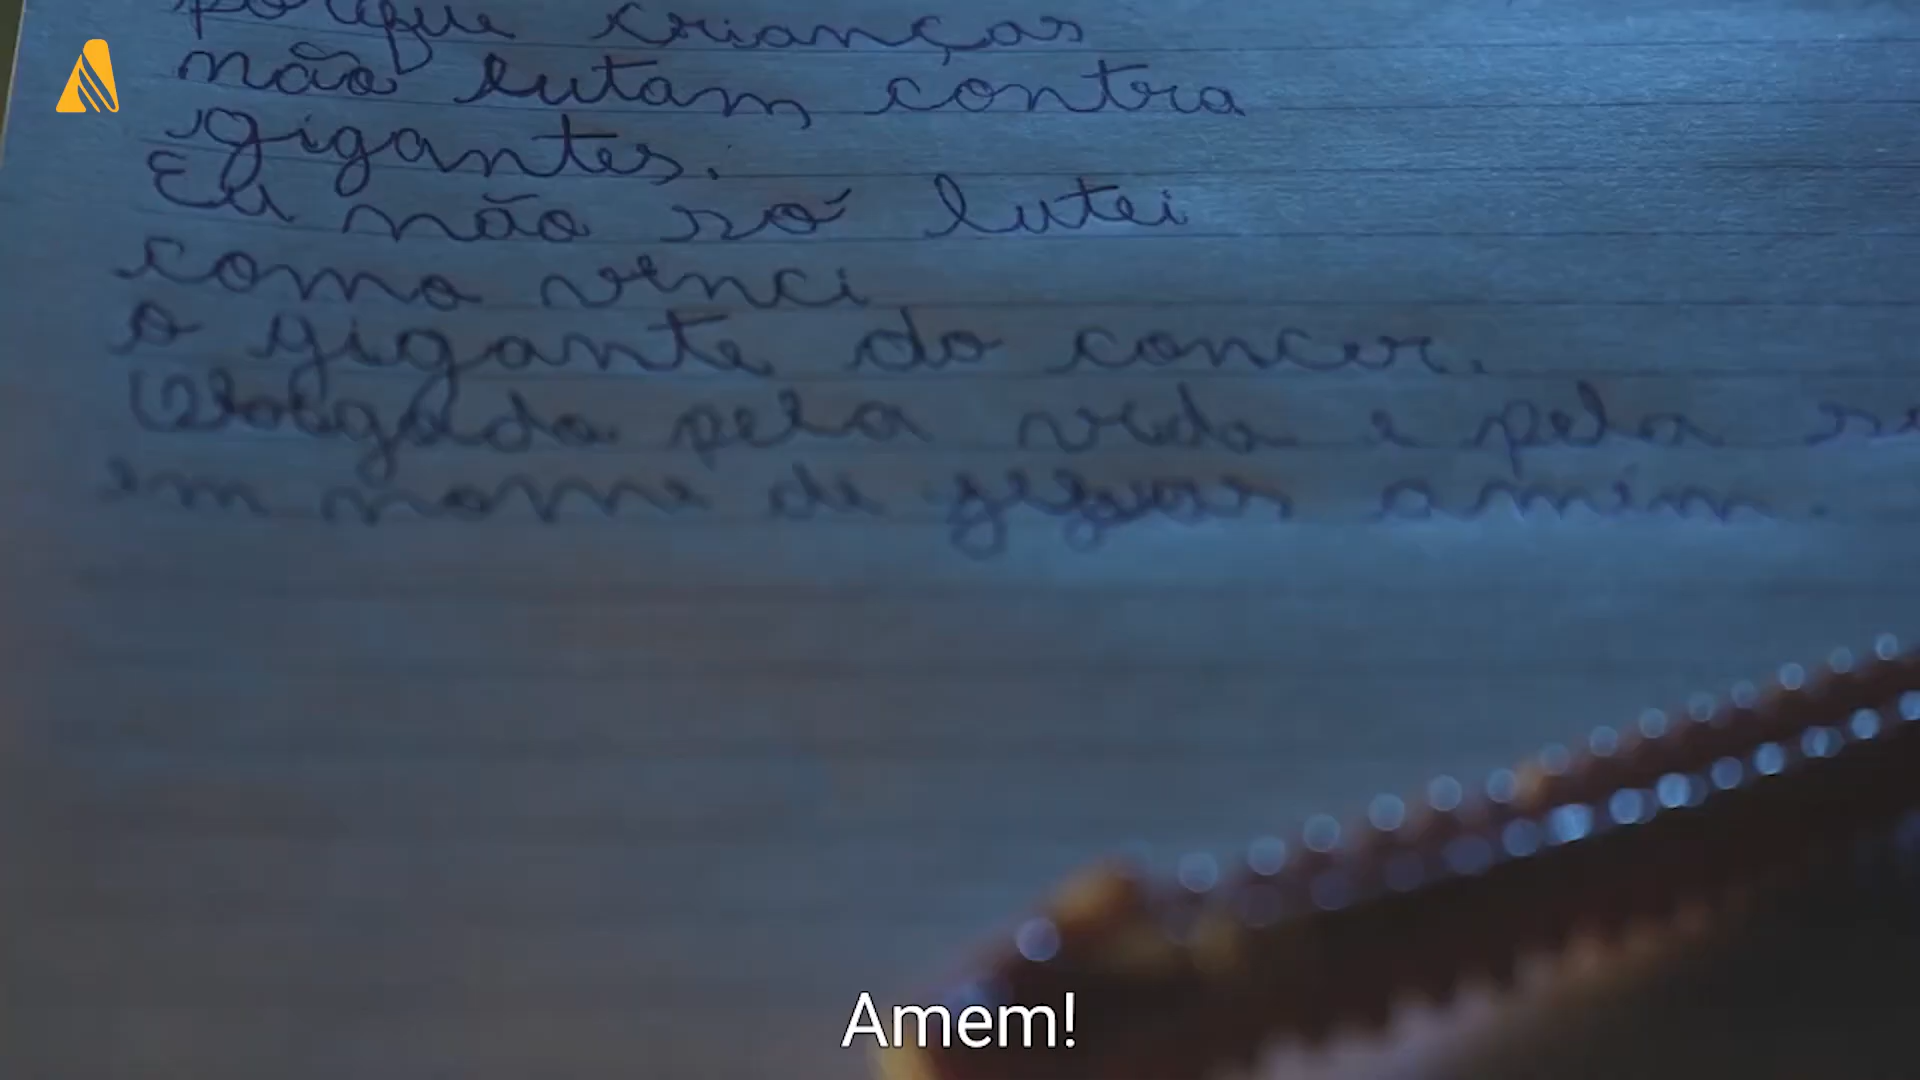 porque crianças
não lutam contra
gigantes.
Eu não só lutei
como venci
o gigante do cancer.
Obrigada pela vida e pela
em nome de amém.
Amem!